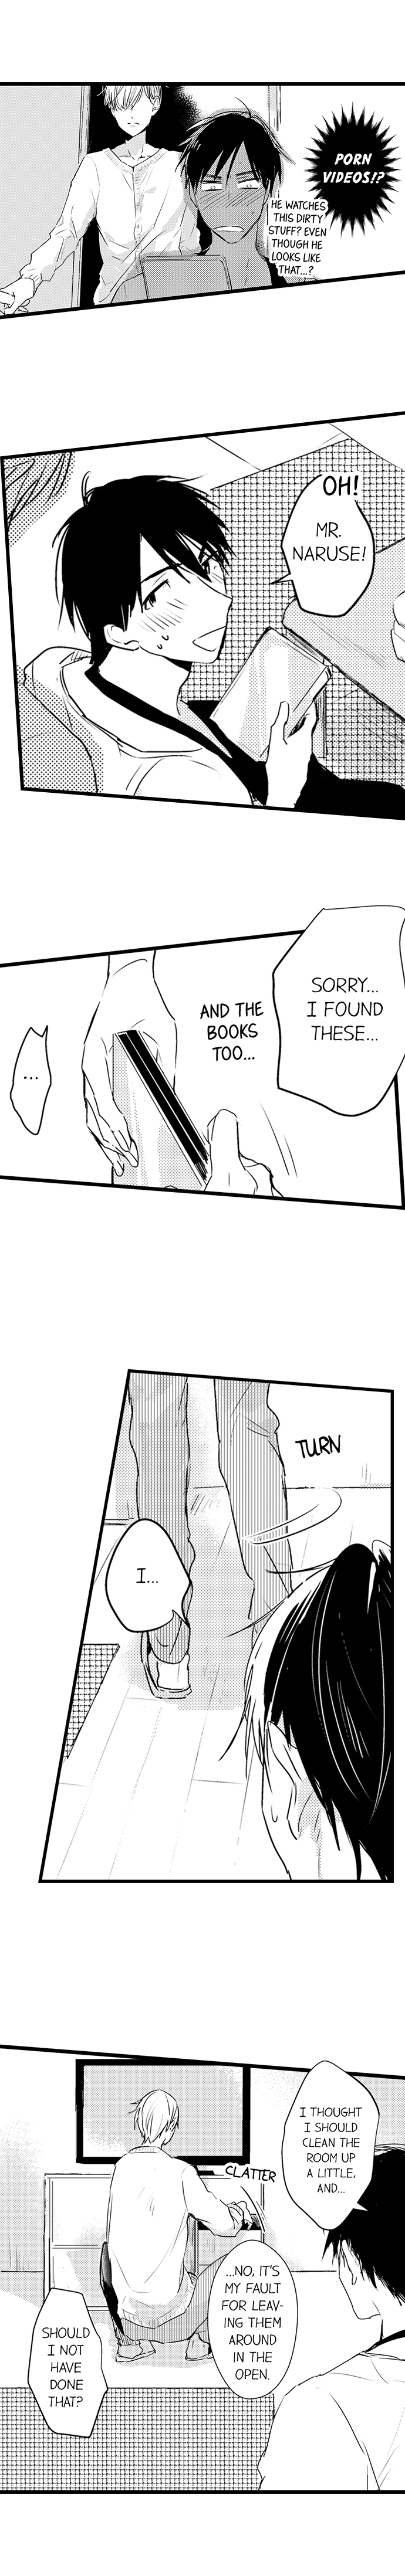 PORN
VIDEOS!?
HE WATCHES
THIS DIRTY
STUFF? EVEN
THOUGH HE
LOOKS LIKE
THAT...?
OH!
MR.
NARUSE!
SORRY...
I FOUND
THESE...
AND THE
BOOKS
TOO...
...
TURN
I...
I THOUGHT
I SHOULD
CLEAN THE
ROOM UP
A LITTLE,
AND...
CLATTER
...NO, IT'S
MY FAULT
FOR LEAV-
ING THEM
AROUND
IN THE
OPEN.
SHOULD
I NOT
HAVE
DONE
THAT?